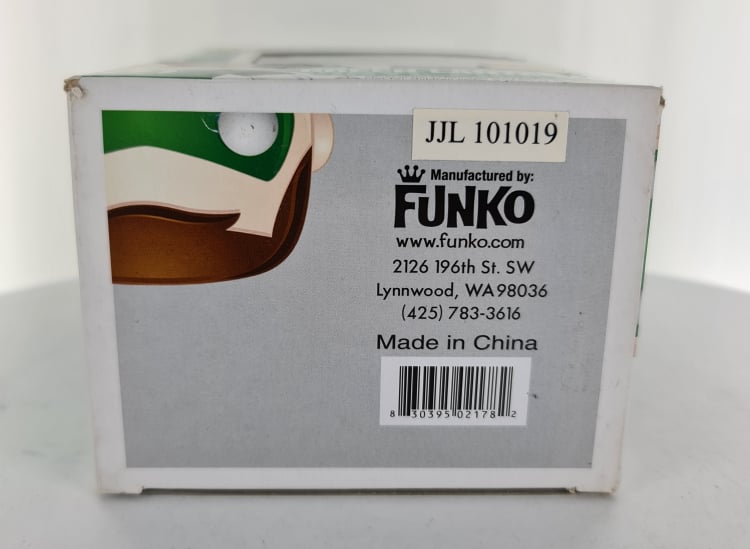 JJL 101019
Manufactured by:
FUNKO
www.funko.com
2126 196th St. SW
Lynnwood, WA 98036
(425) 783-3616
Made in China
8 30395 02178 2